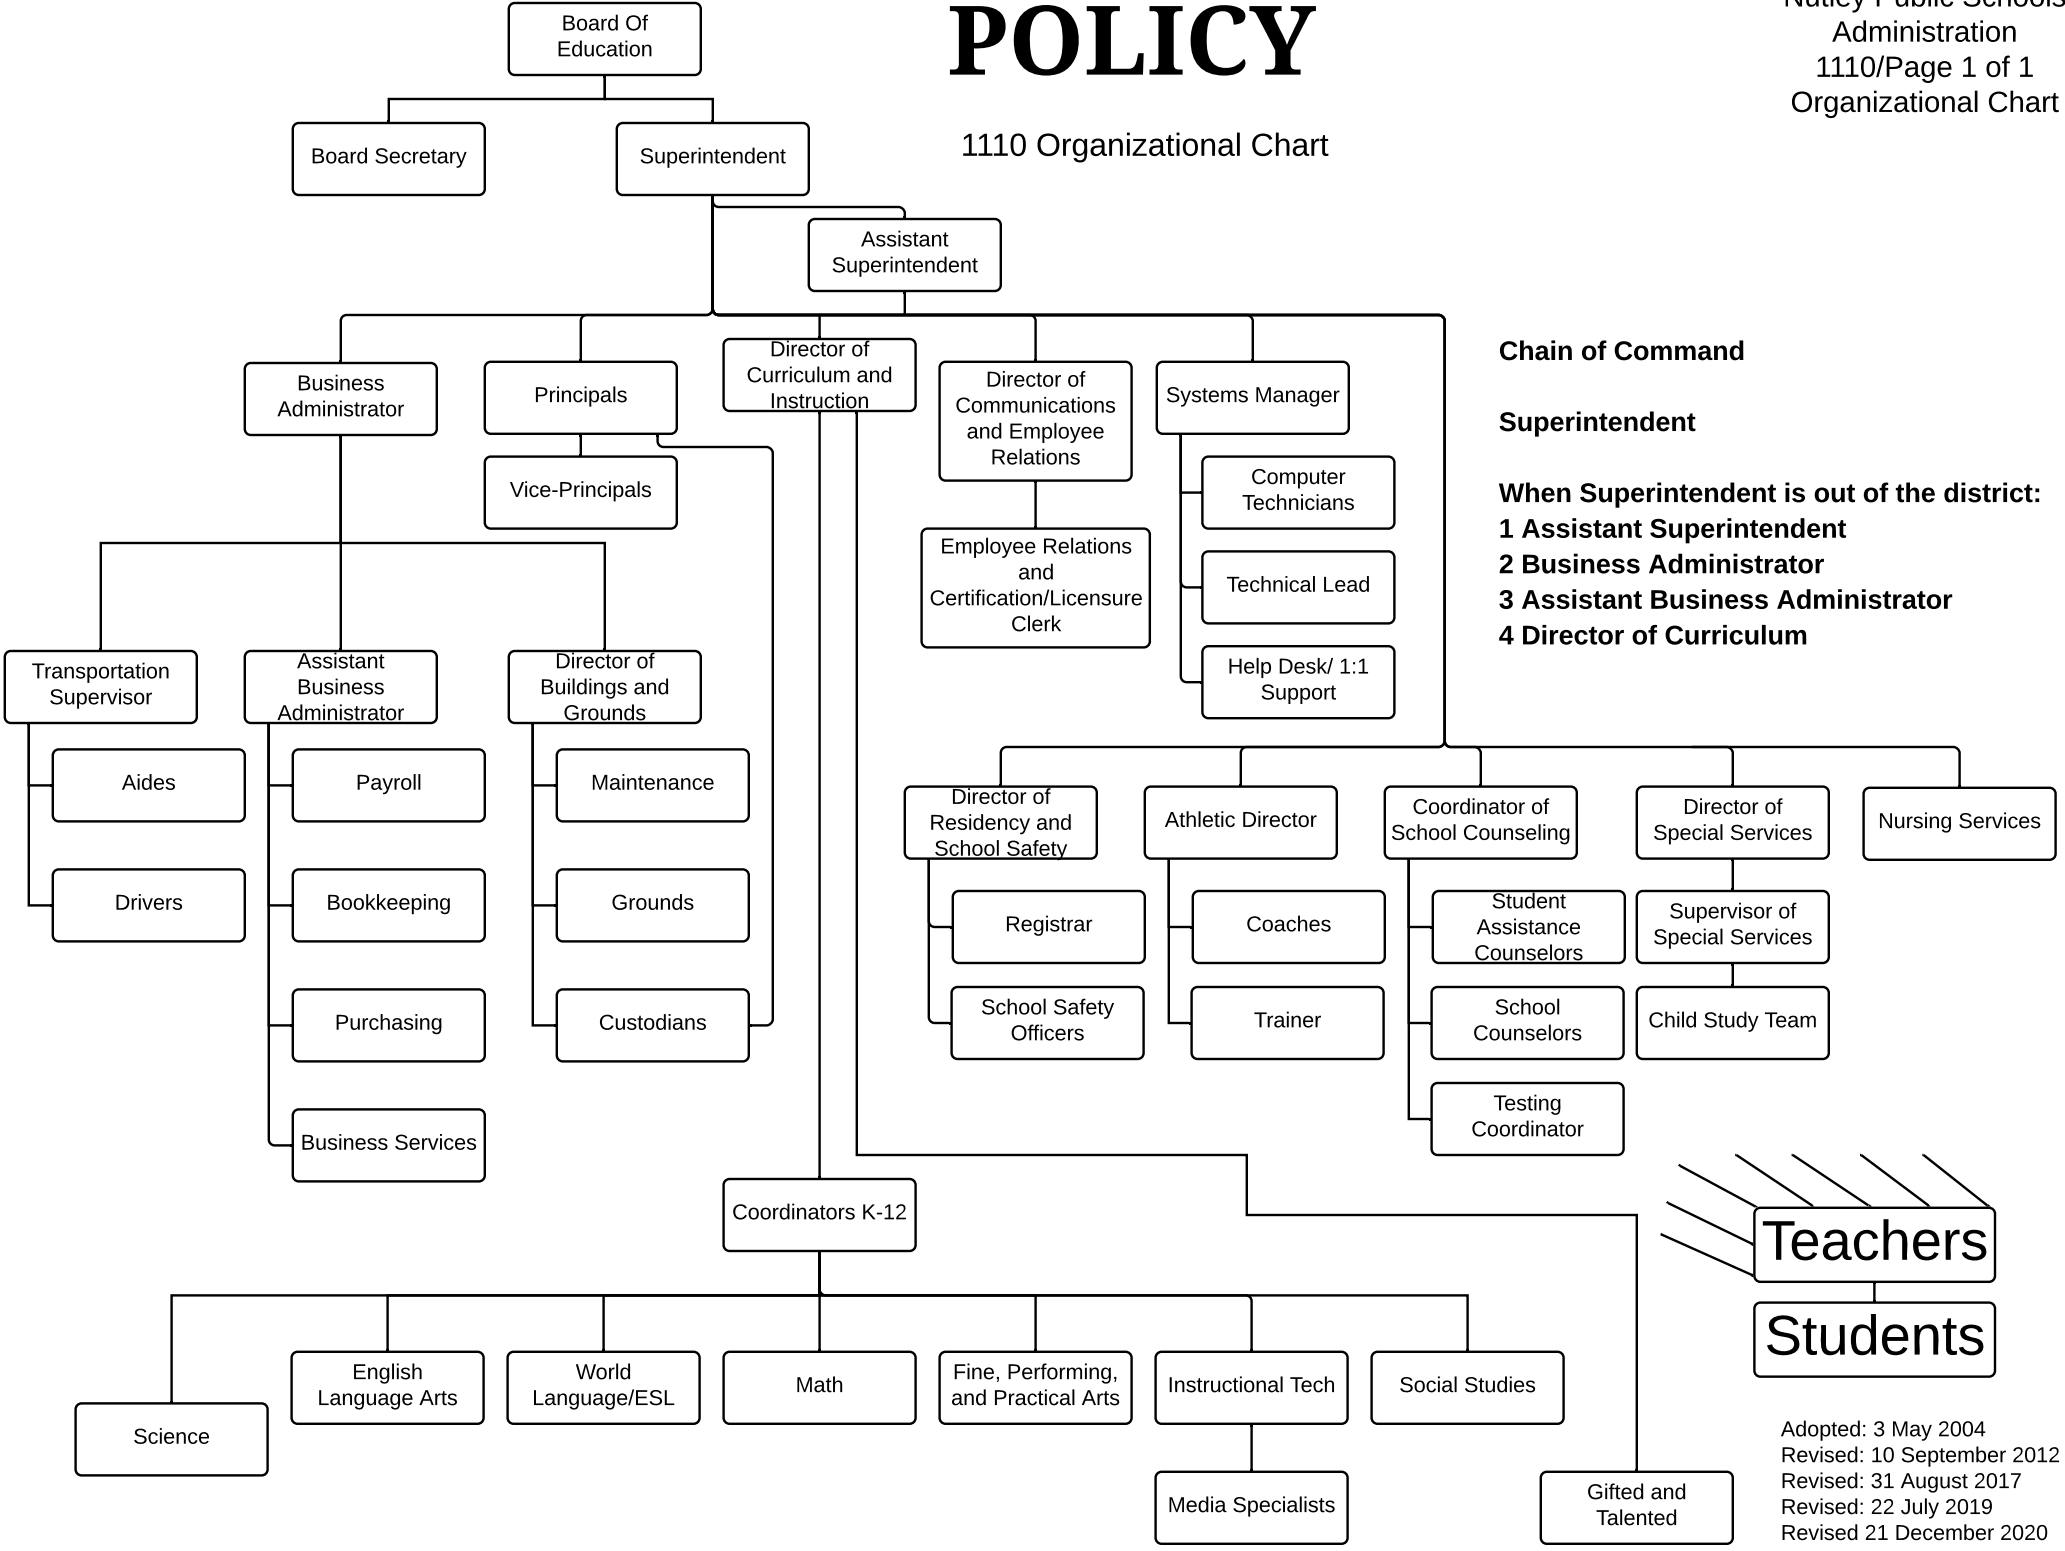 Board Of
Education
POLICY
Nutley Public Schools
Administration
1110/Page 1 of 1
Organizational Chart
1110 Organizational Chart
Board Secretary
Superintendent
Assistant
Superintendent
Business
Administrator
Principals
Director of
Curriculum and
Instruction
Director of
Communications
and Employee
Relations
Systems Manager
Chain of Command
Superintendent
When Superintendent is out of the district:
1 Assistant Superintendent
2 Business Administrator
3 Assistant Business Administrator
4 Director of Curriculum
Vice-Principals
Employee Relations
and
Certification/Licensure
Clerk
Computer
Technicians
Technical Lead
Help Desk/ 1:1
Support
Transportation
Supervisor
Assistant
Business
Administrator
Director of
Buildings and
Grounds
Aides
Payroll
Maintenance
Drivers
Bookkeeping
Grounds
Purchasing
Custodians
Business Services
Director of
Residency and
School Safety
Athletic Director
Coordinator of
School Counseling
Director of
Special Services
Nursing Services
Registrar
Coaches
Student
Assistance
Counselors
Supervisor of
Special Services
School Safety
Officers
Trainer
School
Counselors
Child Study Team
Testing
Coordinator
Coordinators K-12
Teachers
Students
Science
English
Language Arts
World
Language/ESL
Math
Fine, Performing,
and Practical Arts
Instructional Tech
Social Studies
Media Specialists
Gifted and
Talented
Adopted: 3 May 2004
Revised: 10 September 2012
Revised: 31 August 2017
Revised: 22 July 2019
Revised 21 December 2020